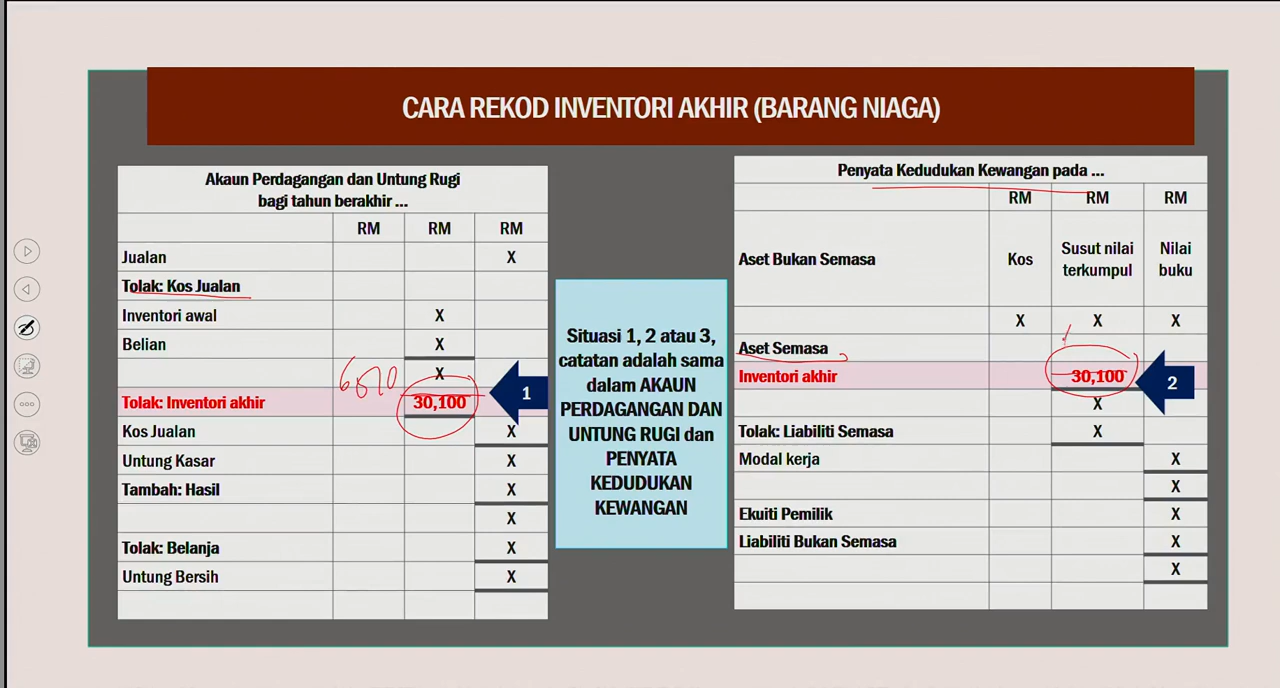 CARA REKOD INVENTORI AKHIR (BARANG NIAGA)
Akaun Perdagangan dan Untung Rugi
bagi tahun berakhir ...
RM RM RM
Jualan X
Tolak: Kos Jualan
Inventori awal X
Belian X
X
Tolak: Inventori akhir 30,100
Kos Jualan X
Untung Kasar X
Tambah: Hasil X
X
Tolak: Belanja X
Untung Bersih X
1
Situasi 1, 2 atau 3,
catatan adalah sama
dalam AKAUN
PERDAGANGAN DAN
UNTUNG RUGI dan
PENYATA
KEDUDUKAN
KEWANGAN
Penyata Kedudukan Kewangan pada ...
RM RM RM
Aset Bukan Semasa Kos Susut nilai terkumpul Nilai buku
X X X
Aset Semasa
Inventori akhir 30,100
X
Tolak: Liabiliti Semasa X
Modal kerja X
X
Ekuiti Pemilik X
Liabiliti Bukan Semasa X
X
2